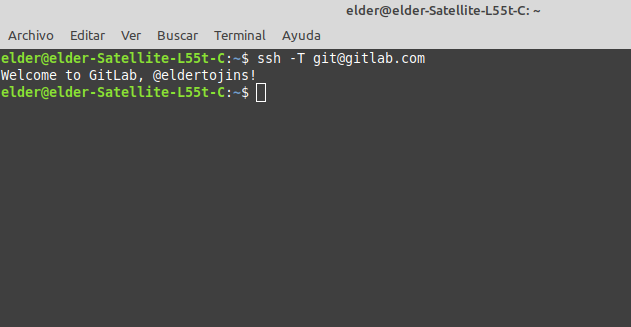 elder@elder-Satellite-L55t-C: ~
Archivo Editar Ver Buscar Terminal Ayuda
elder@elder-Satellite-L55t-C:~$ ssh -T git@gitlab.com
Welcome to GitLab, @eldertojins!
elder@elder-Satellite-L55t-C:~$